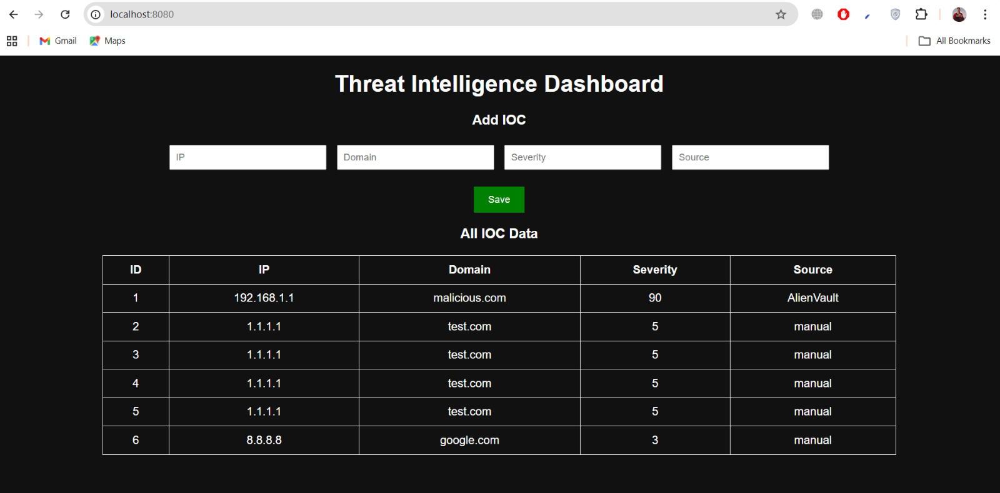 localhost:8080
Gmail Maps All Bookmarks
Threat Intelligence Dashboard
Add IOC
IP Domain Severity Source
Save
All IOC Data
ID IP Domain Severity Source
1 192.168.1.1 malicious.com 90 AlienVault
2 1.1.1.1 test.com 5 manual
3 1.1.1.1 test.com 5 manual
4 1.1.1.1 test.com 5 manual
5 1.1.1.1 test.com 5 manual
6 8.8.8.8 google.com 3 manual